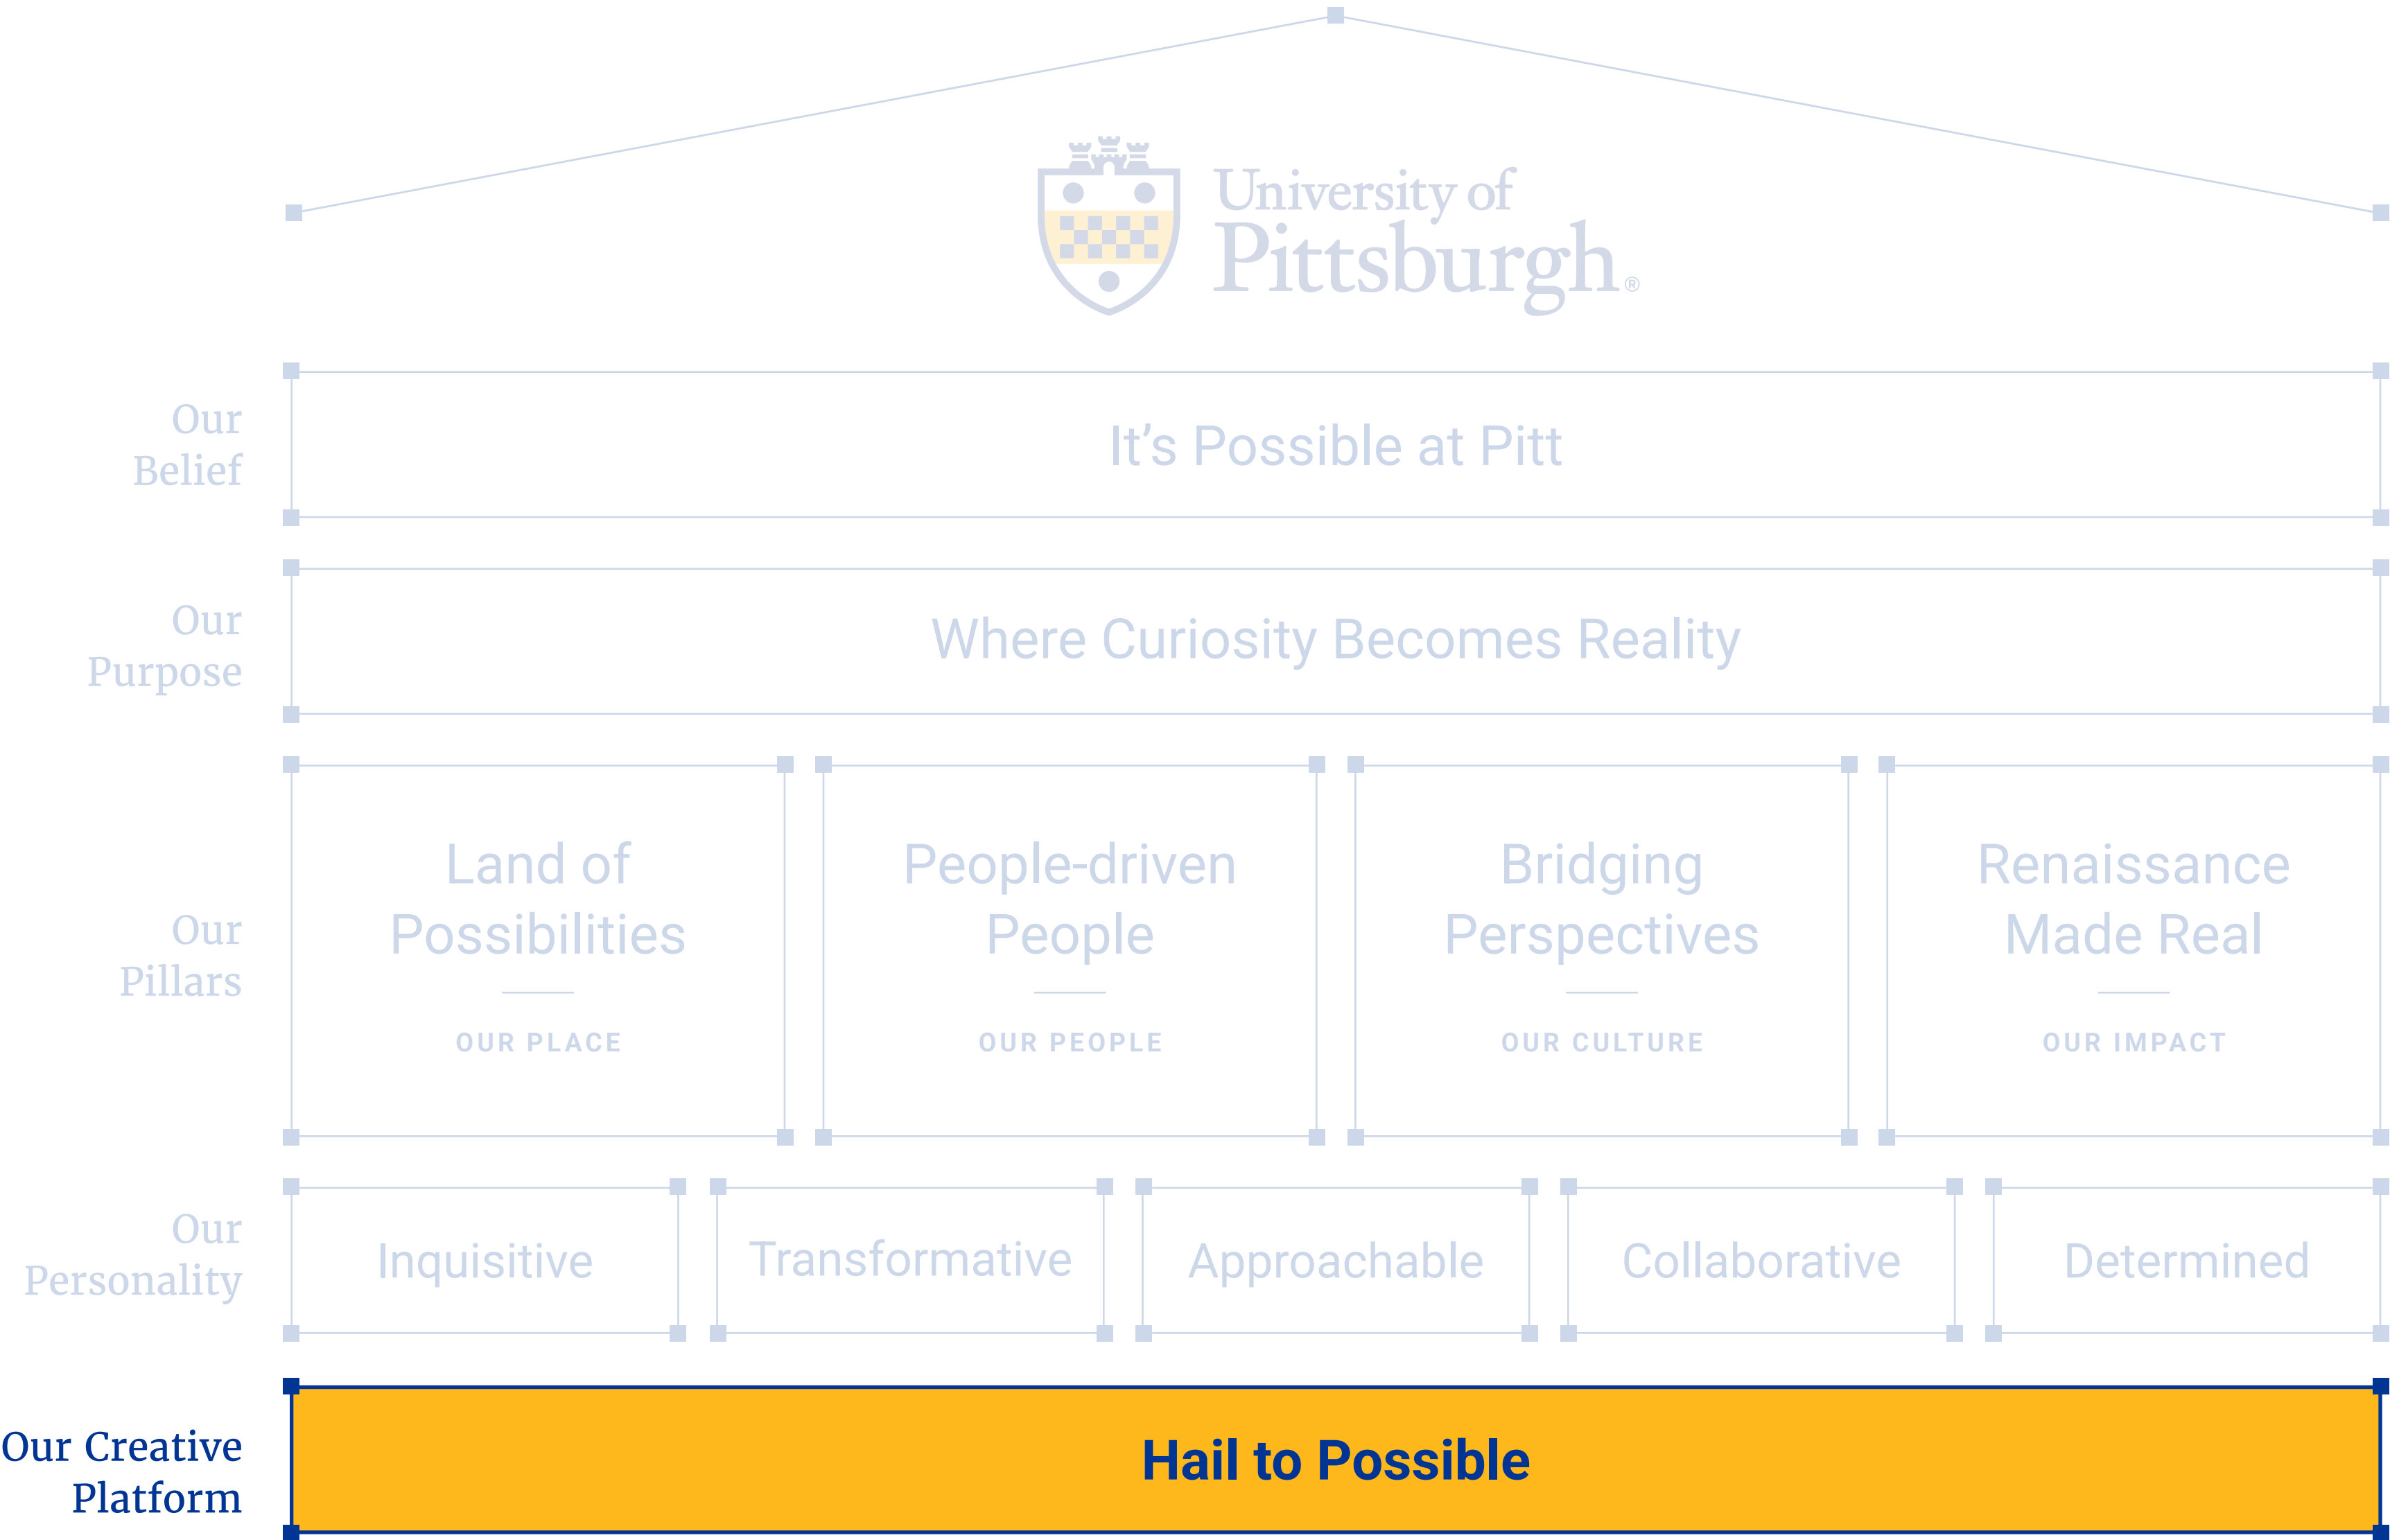 University of
Pittsburgh®
Our
Belief
It’s Possible at Pitt
Our
Purpose
Where Curiosity Becomes Reality
Our
Pillars
Land of
Possibilities
OUR PLACE
People-driven
People
OUR PEOPLE
Bridging
Perspectives
OUR CULTURE
Renaissance
Made Real
OUR IMPACT
Our
Personality
Inquisitive
Transformative
Approachable
Collaborative
Determined
Our Creative
Platform
Hail to Possible